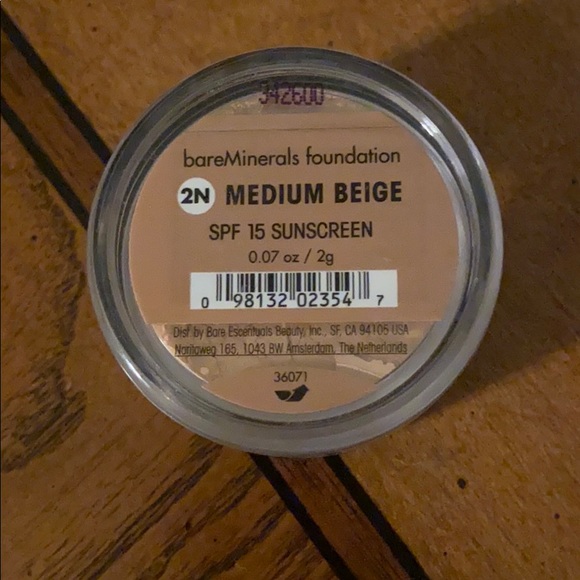 342600
bareMinerals foundation
2N MEDIUM BEIGE
SPF 15 SUNSCREEN
0.07 oz / 2g
0 98132 02354 7
Dist by Bare Escentuals Beauty, Inc., SF, CA 94105 USA
Naritaweg 165, 1043 BW Amsterdam, The Netherlands
36071